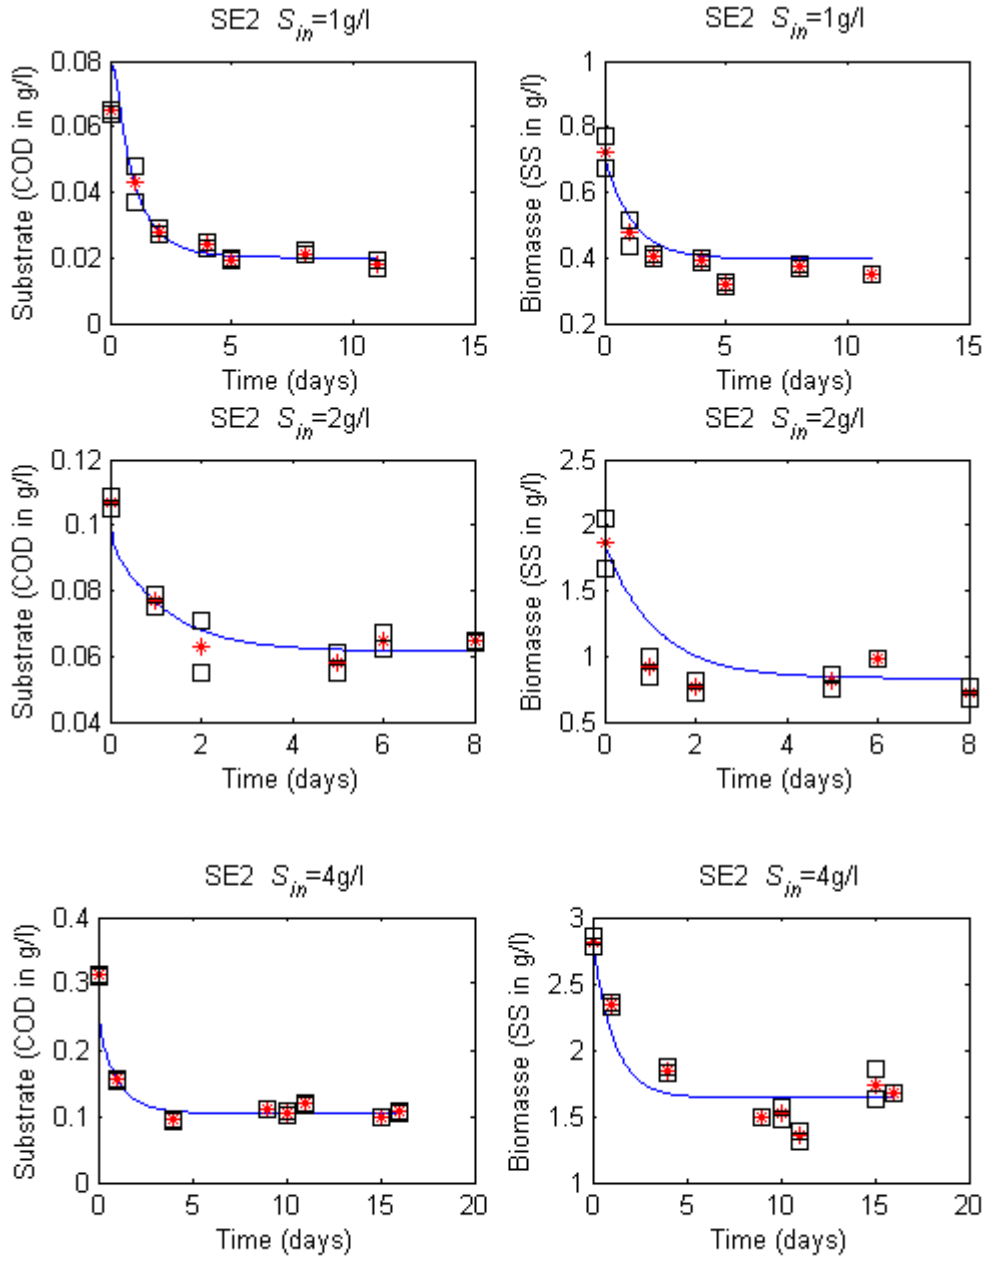 SE2 S_in=1g/l
SE2 S_in=1g/l
Substrate (COD in g/l)
0.08
0.06
0.04
0.02
0
0 5 10 15
Time (days)
Biomasse (SS in g/l)
1
0.8
0.6
0.4
0.2
0 5 10 15
Time (days)
SE2 S_in=2g/l
SE2 S_in=2g/l
Substrate (COD in g/l)
0.12
0.1
0.08
0.06
0.04
0 2 4 6 8
Time (days)
Biomasse (SS in g/l)
2.5
2
1.5
1
0.5
0 2 4 6 8
Time (days)
SE2 S_in=4g/l
SE2 S_in=4g/l
Substrate (COD in g/l)
0.4
0.3
0.2
0.1
0
0 5 10 15 20
Time (days)
Biomasse (SS in g/l)
3
2.5
2
1.5
1
0 5 10 15 20
Time (days)